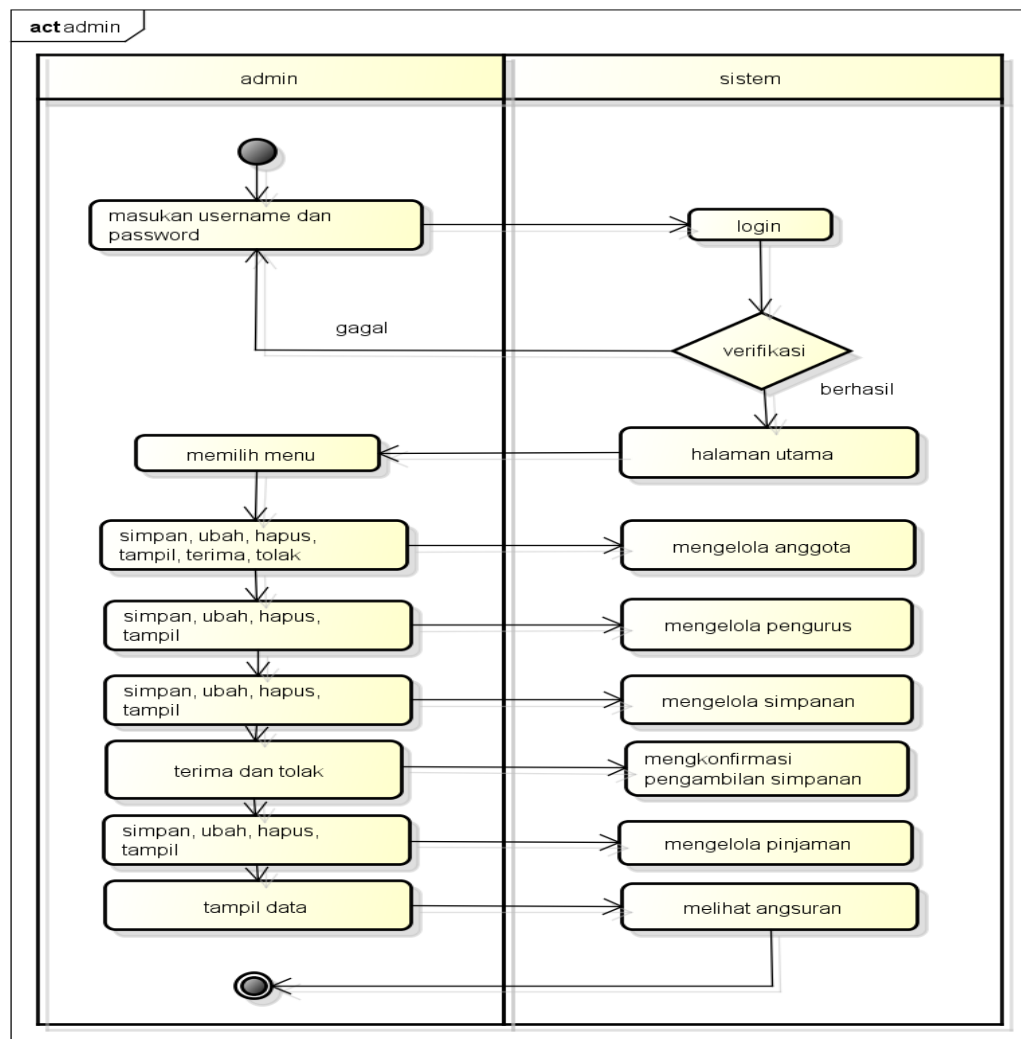 act admin
admin
sistem
masukan username dan
password
login
gagal
verifikasi
berhasil
memilih menu
halaman utama
simpan, ubah, hapus,
tampil, terima, tolak
mengelola anggota
simpan, ubah, hapus,
tampil
mengelola pengurus
simpan, ubah, hapus,
tampil
mengelola simpanan
terima dan tolak
mengkonfirmasi
pengambilan simpanan
simpan, ubah, hapus,
tampil
mengelola pinjaman
tampil data
melihat angsuran